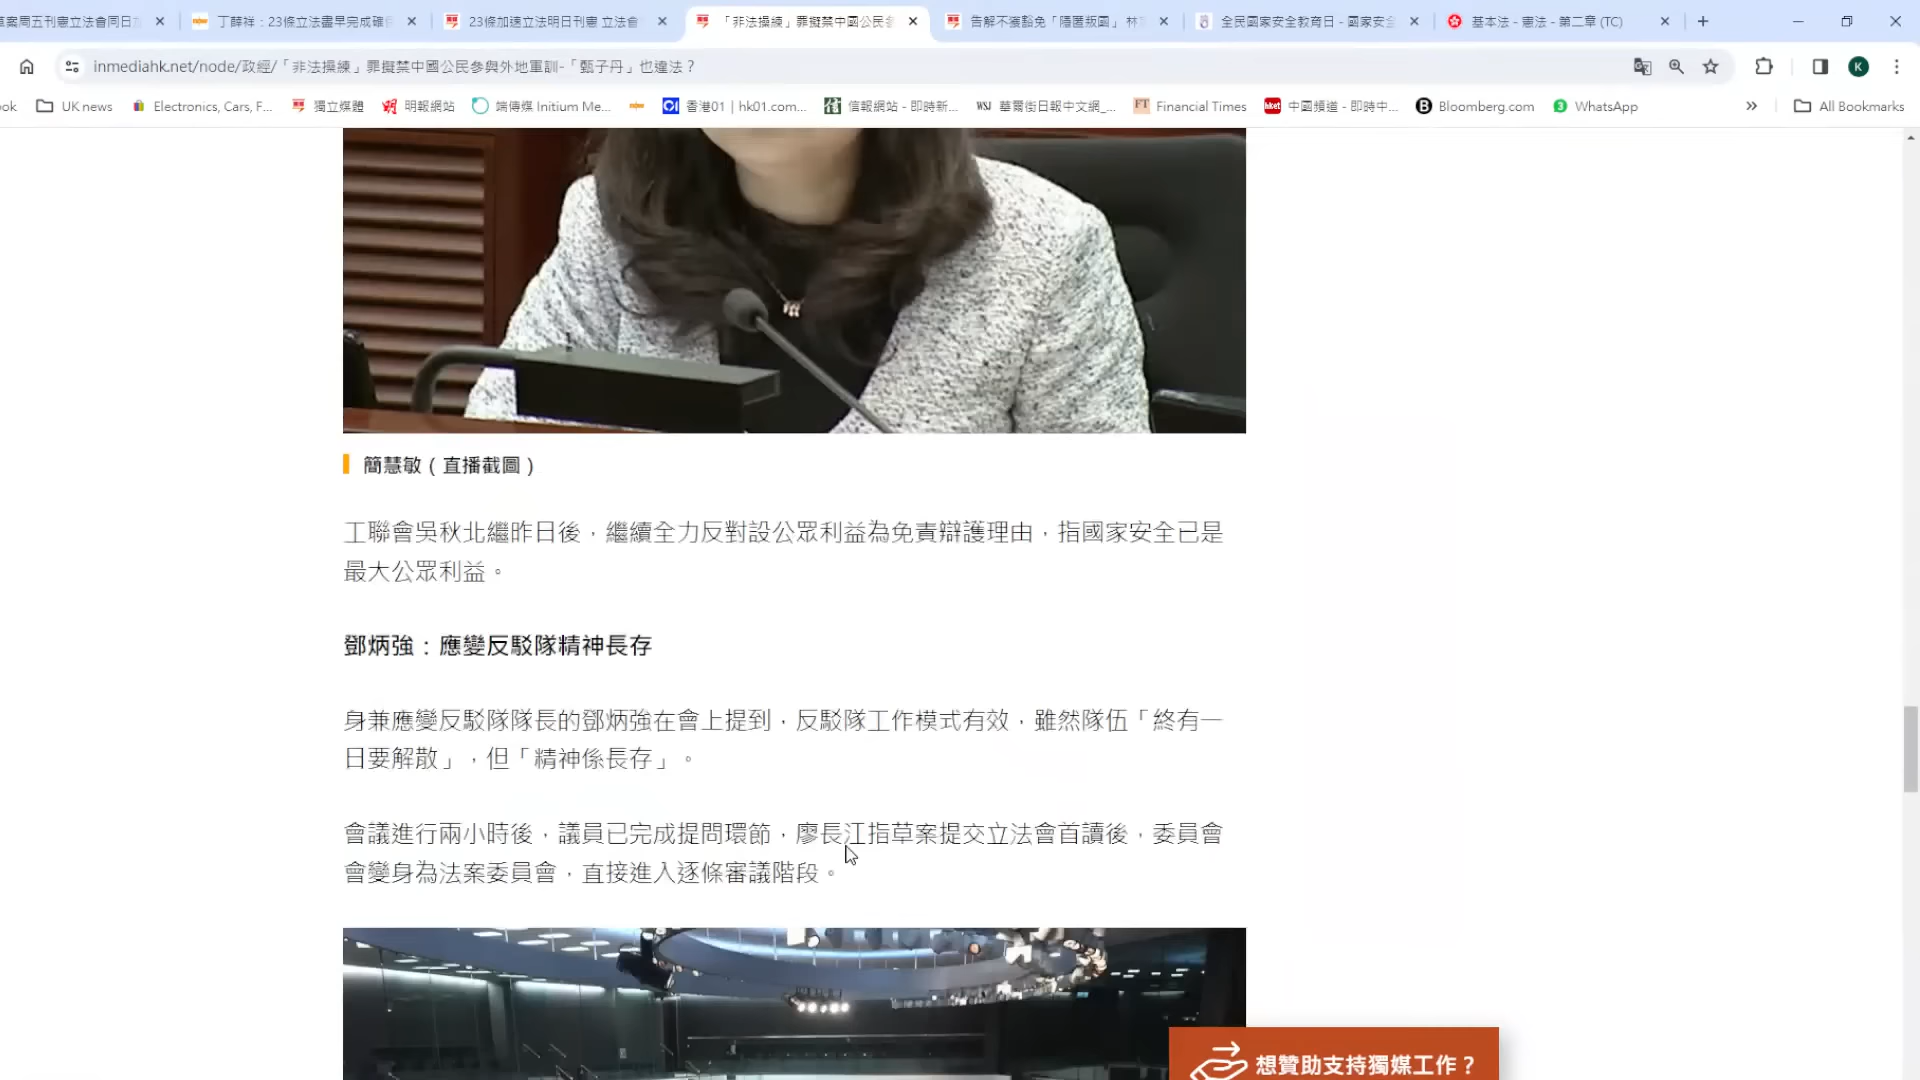 草案周五刊憲立法會同日
丁薛祥：23條立法盡早完成確保
23條加速立法明日刊憲 立法會
「非法操練」罪擬禁中國公民參
告解不獲豁免「隱匿叛國」 林
全民國家安全教育日 - 國家安全
基本法 - 憲法 - 第二章 (TC)
inmediahk.net/node/政經/「非法操練」罪擬禁中國公民參與外地軍訓-「甄子丹」也違法？
K
ok
UK news
Electronics, Cars, F...
獨立媒體
明報網站
端傳媒 Initium Me...
香港01 | hk01.com...
信報網站 - 即時新...
華爾街日報中文網_...
Financial Times
中國頻道 - 即時中...
Bloomberg.com
WhatsApp
All Bookmarks
簡慧敏（直播截圖）
工聯會吳秋北繼昨日後，繼續全力反對設公眾利益為免責辯護理由，指國家安全已是
最大公眾利益。
鄧炳強：應變反駁隊精神長存
身兼應變反駁隊隊長的鄧炳強在會上提到，反駁隊工作模式有效，雖然隊伍「終有一
日要解散」，但「精神係長存」。
會議進行兩小時後，議員已完成提問環節，廖長江指草案提交立法會首讀後，委員會
會變身為法案委員會，直接進入逐條審議階段。
想贊助支持獨媒工作？